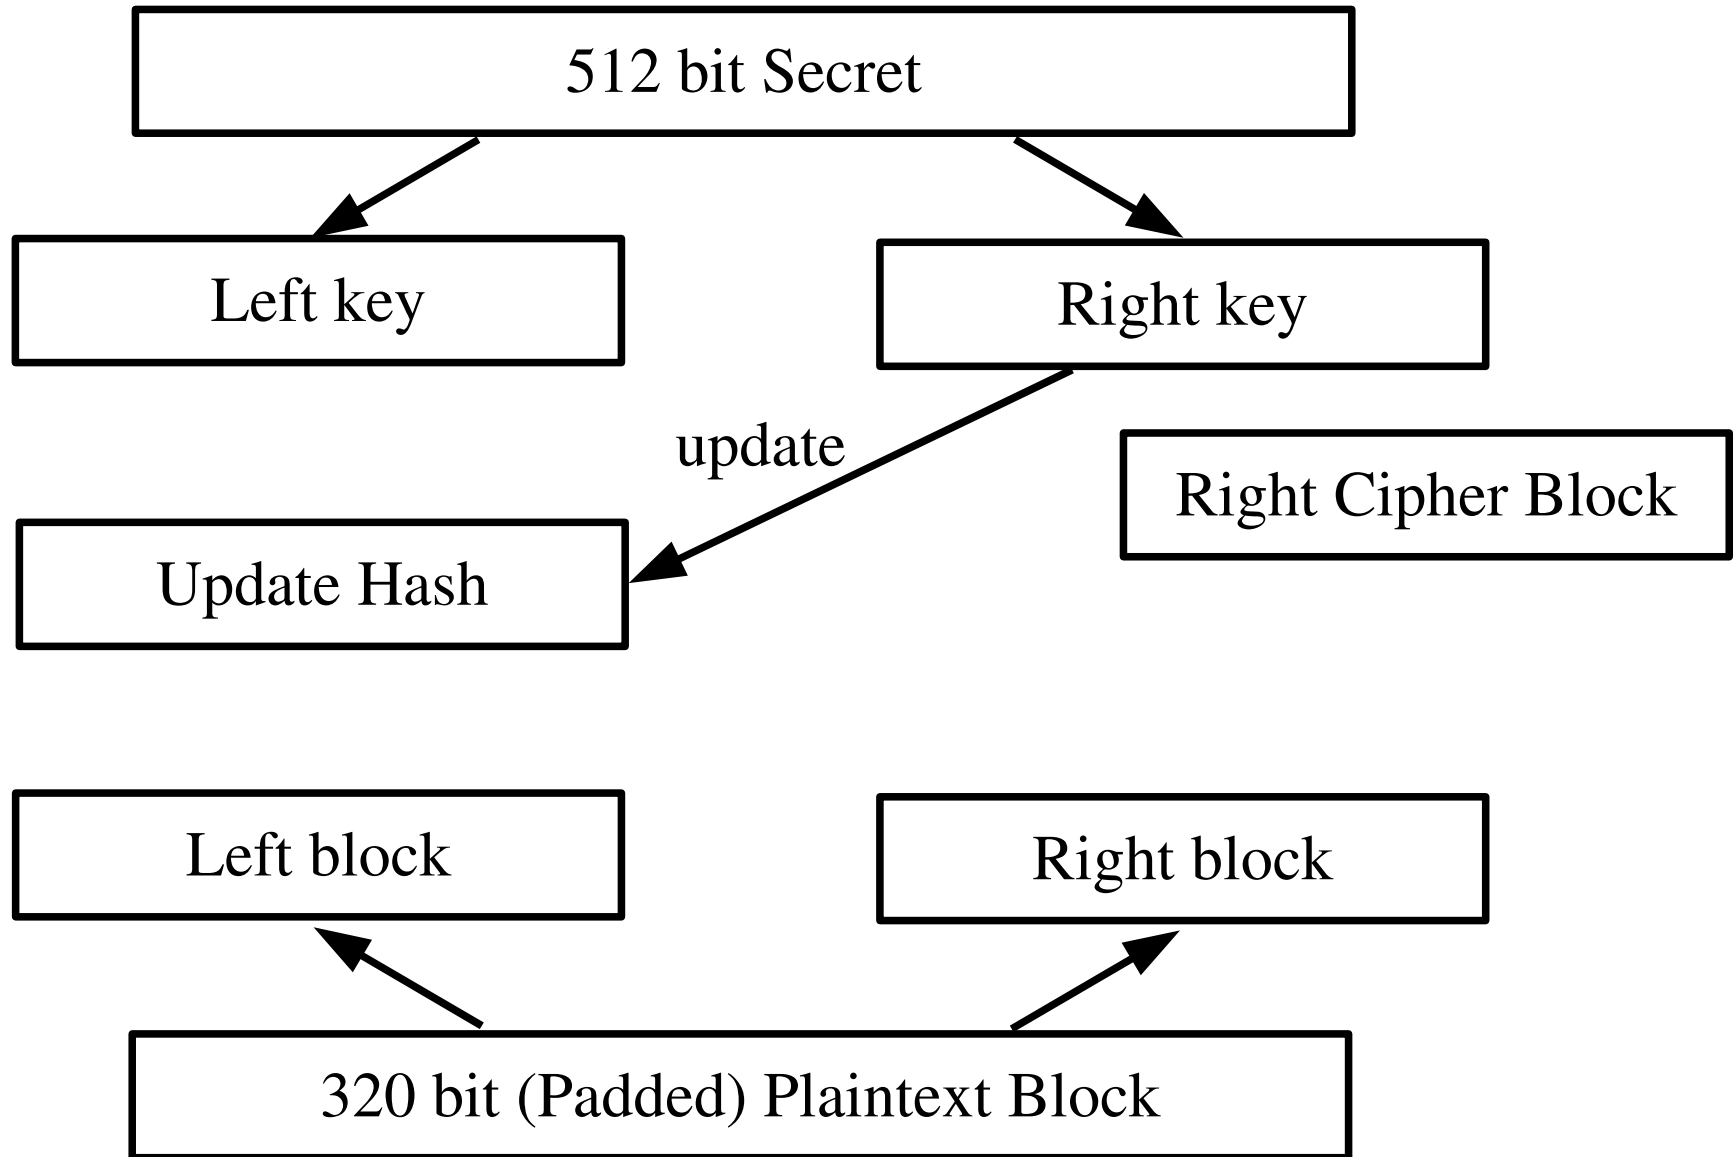 512 bit Secret
Left key
Right key
update
Right Cipher Block
Update Hash
Left block
Right block
320 bit (Padded) Plaintext Block